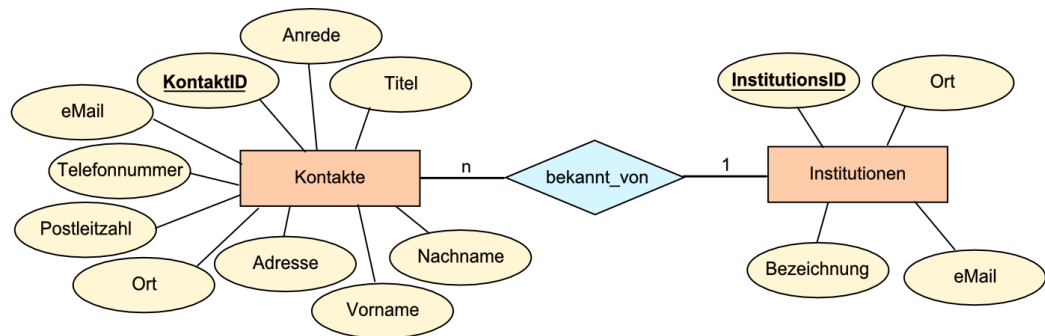 Anrede
KontaktID
Titel
InstitutionsID
Ort
eMail
Telefonnummer
Kontakte
n
bekannt_von
1
Institutionen
Postleitzahl
Ort
Adresse
Vorname
Nachname
Bezeichnung
eMail